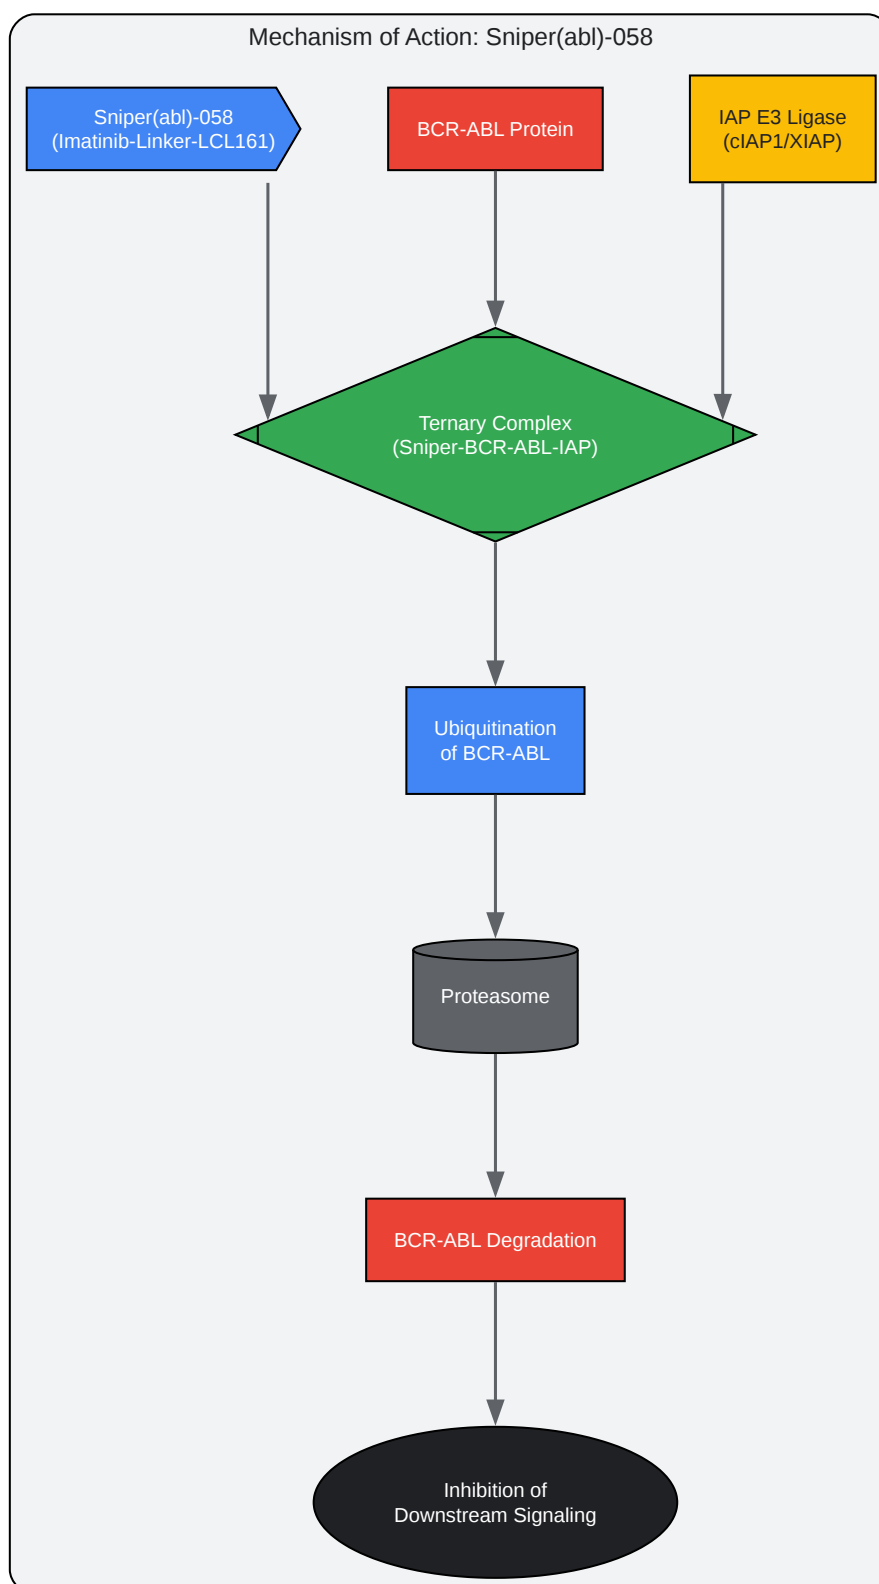 Mechanism of Action: Sniper(abl)-058
Sniper(abl)-058
(Imatinib-Linker-LCL161)
BCR-ABL Protein
IAP E3 Ligase
(cIAP1/XIAP)
Ternary Complex
(Sniper-BCR-ABL-IAP)
Ubiquitination
of BCR-ABL
Proteasome
BCR-ABL Degradation
Inhibition of
Downstream Signaling